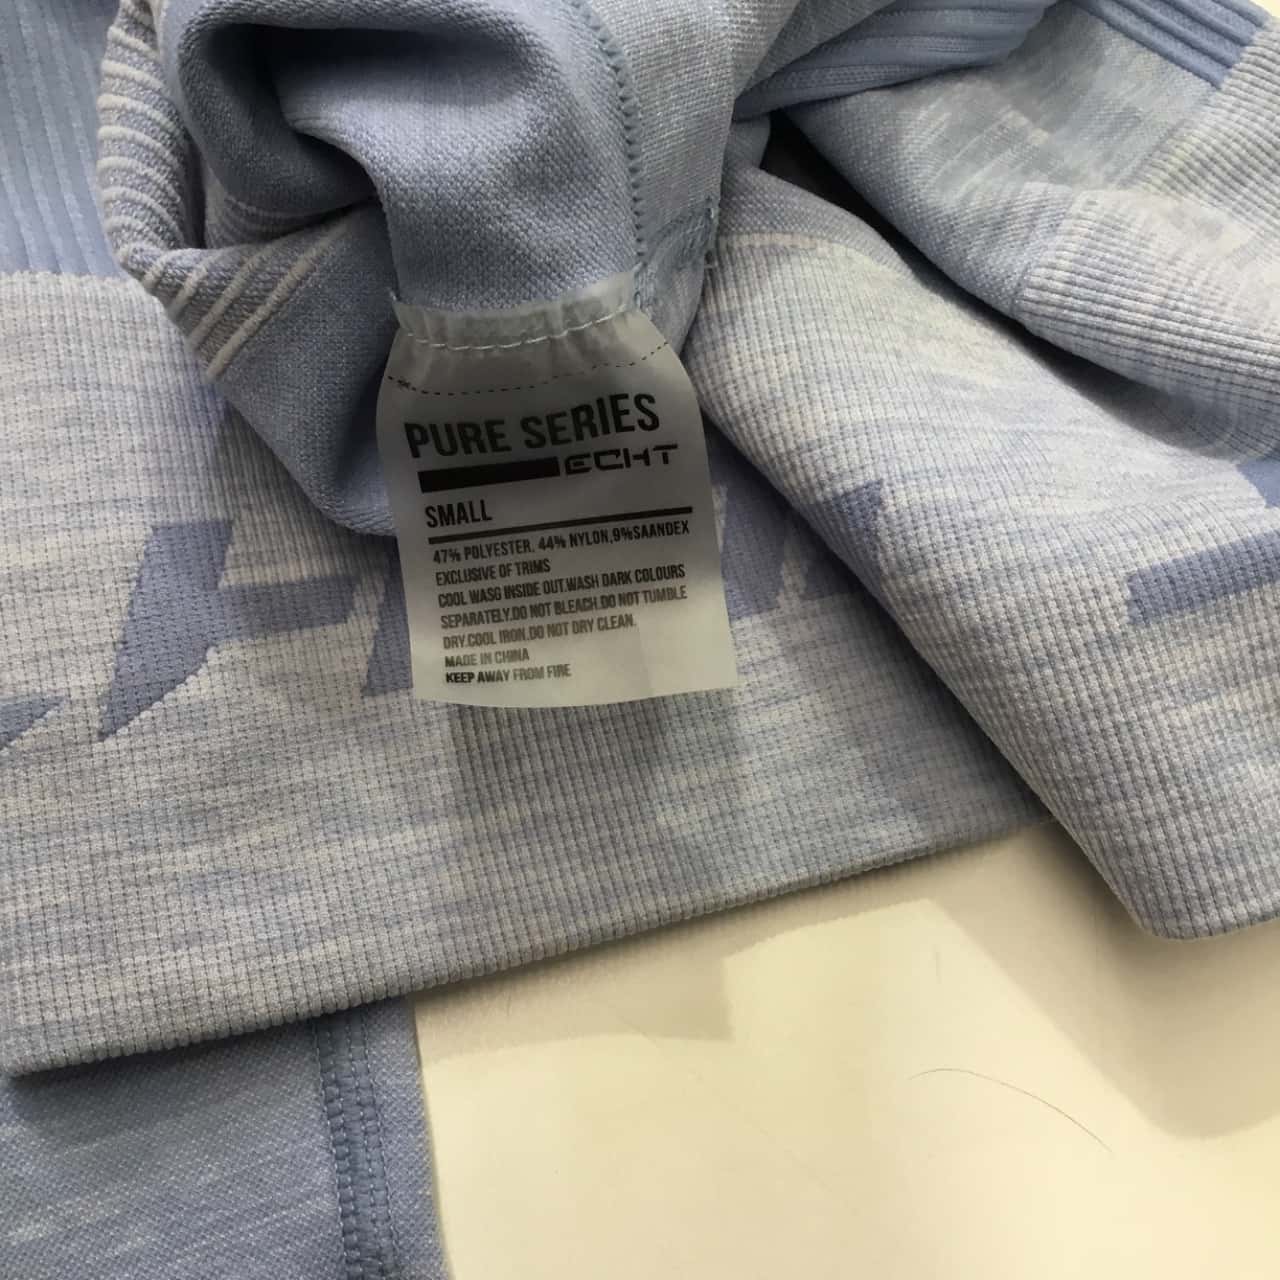 PURE SERIES
ECHT
SMALL
47% POLYESTER. 44% NYLON,9%SAANDEX
EXCLUSIVE OF TRIMS
COOL WASG INSIDE OUT.WASH DARK COLOURS
SEPARATELY.DO NOT BLEACH.DO NOT TUMBLE
DRY.COOL IRON.DO NOT DRY CLEAN.
MADE IN CHINA
KEEP AWAY FROM FIRE